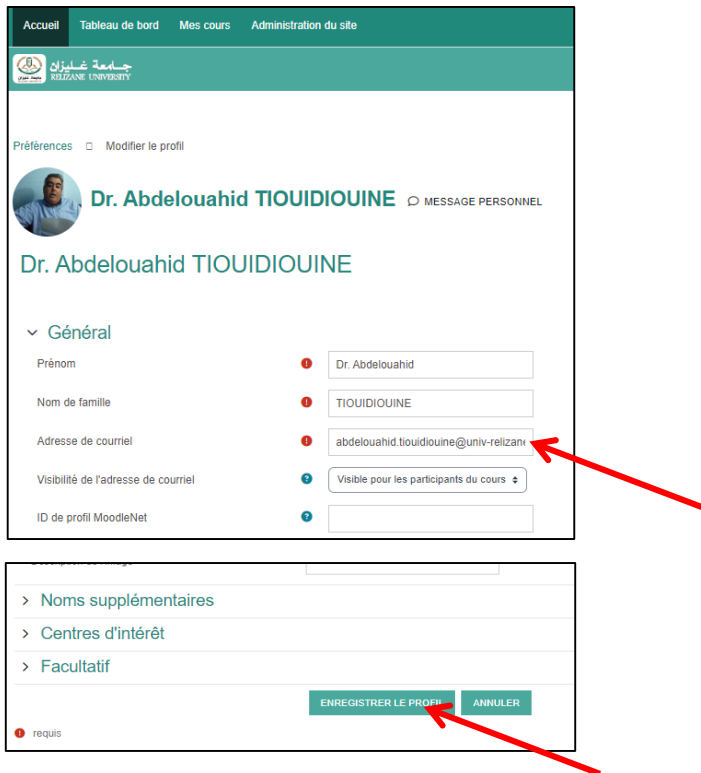 Accueil Tableau de bord Mes cours Administration du site
جـامعة غـليزان
RELIZANE UNIVERSITY
Préférences Modifier le profil
Dr. Abdelouahid TIOUIDIOUINE MESSAGE PERSONNEL
Dr. Abdelouahid TIOUIDIOUINE
Général
Prénom Dr. Abdelouahid
Nom de famille TIOUIDIOUINE
Adresse de courriel abdelouahid.tiouidiouine@univ-relizane
Visibilité de l'adresse de courriel Visible pour les participants du cours
ID de profil MoodleNet
Noms supplémentaires
Centres d'intérêt
Facultatif
ENREGISTRER LE PROFIL ANNULER
requis